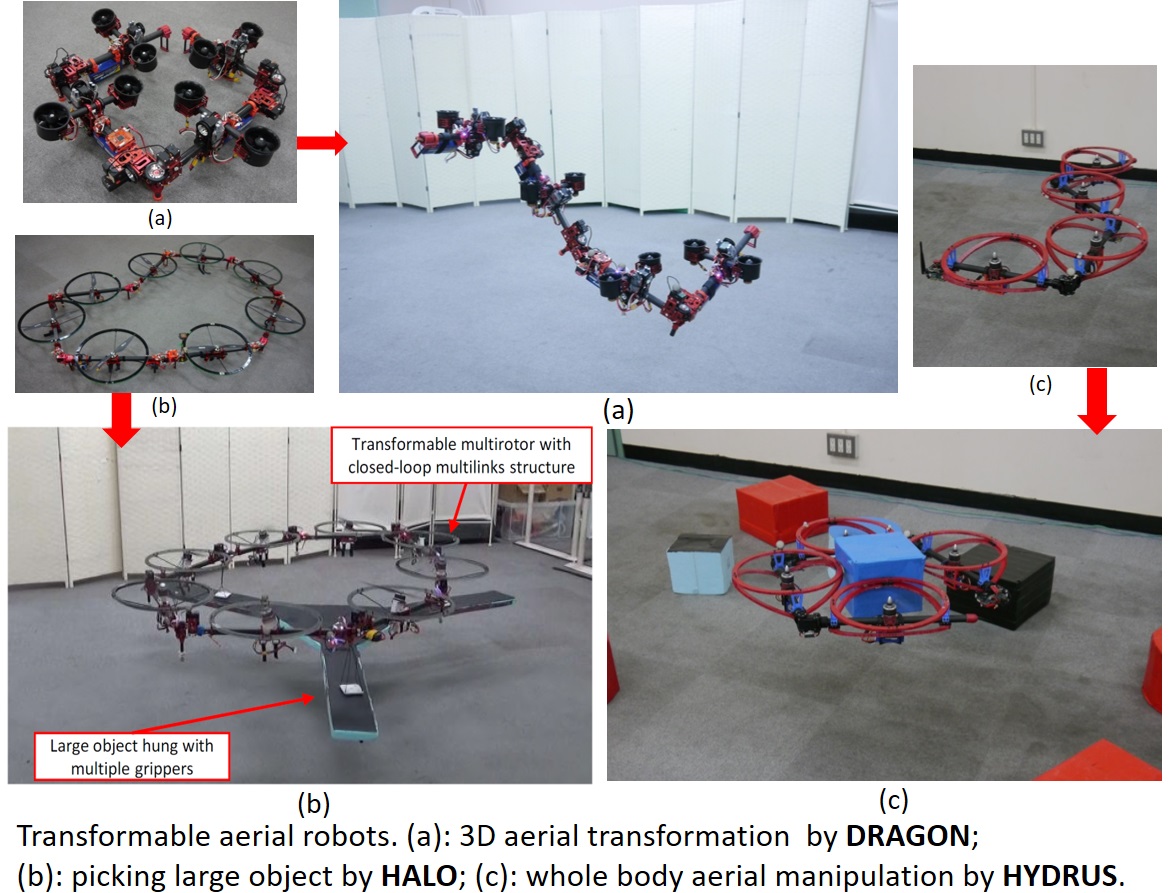 (a)
(b)
(a)
(c)
Transformable multirotor with
closed-loop multilinks structure
Large object hung with
multiple grippers
(b)
(c)
Transformable aerial robots. (a): 3D aerial transformation by DRAGON;
(b): picking large object by HALO; (c): whole body aerial manipulation by HYDRUS.